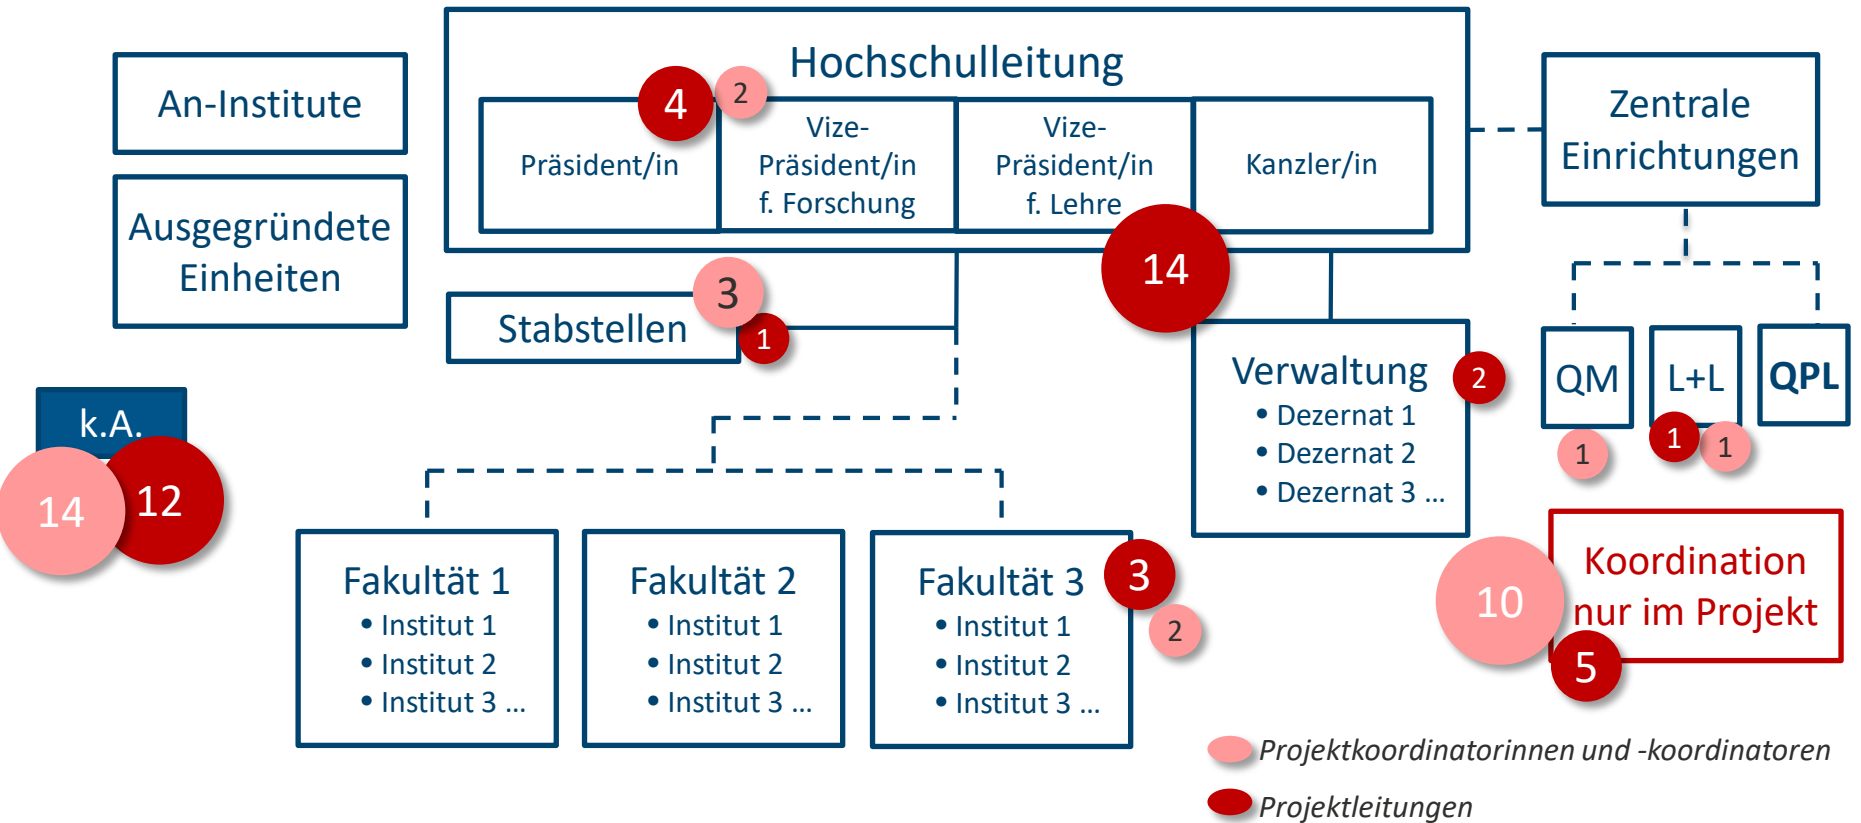 Hochschulleitung
An-Institute
4
2
Präsident/in
Vize-
Präsident/in
f. Forschung
Vize-
Präsident/in
f. Lehre
Kanzler/in
Zentrale
Einrichtungen
Ausgegründete
Einheiten
14
3
Stabstellen
1
Verwaltung
• Dezernat 1
• Dezernat 2
• Dezernat 3 ...
2
QM
L+L
QPL
1
1
1
k.A.
14
12
Fakultät 1
• Institut 1
• Institut 2
• Institut 3 ...
Fakultät 2
• Institut 1
• Institut 2
• Institut 3 ...
Fakultät 3
• Institut 1
• Institut 2
• Institut 3 ...
3
2
10
Koordination
nur im Projekt
5
Projektkoordinatorinnen und -koordinatoren
Projektleitungen